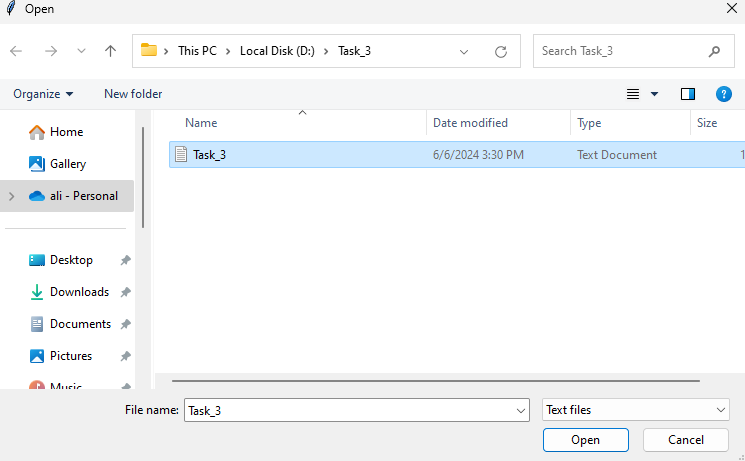 Open
This PC > Local Disk (D:) > Task_3
Search Task_3
Organize
New folder
Name Date modified Type Size
Home
Gallery
ali - Personal
Desktop
Downloads
Documents
Pictures
Music
Task_3 6/6/2024 3:30 PM Text Document 1
File name: Task_3
Text files
Open Cancel